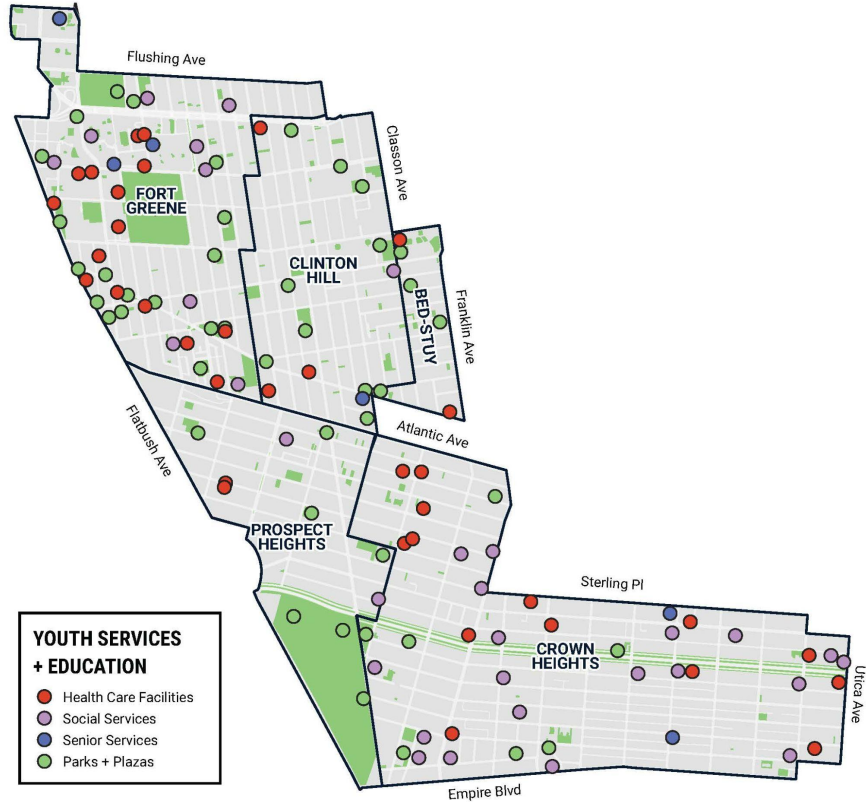 Flushing Ave
Classon Ave
FORT
GREENE
CLINTON
HILL
BED-STUY
Franklin Ave
Flatbush Ave
Atlantic Ave
PROSPECT
HEIGHTS
Sterling Pl
CROWN
HEIGHTS
Utica Ave
Empire Blvd
YOUTH SERVICES
+ EDUCATION
Health Care Facilities
Social Services
Senior Services
Parks + Plazas